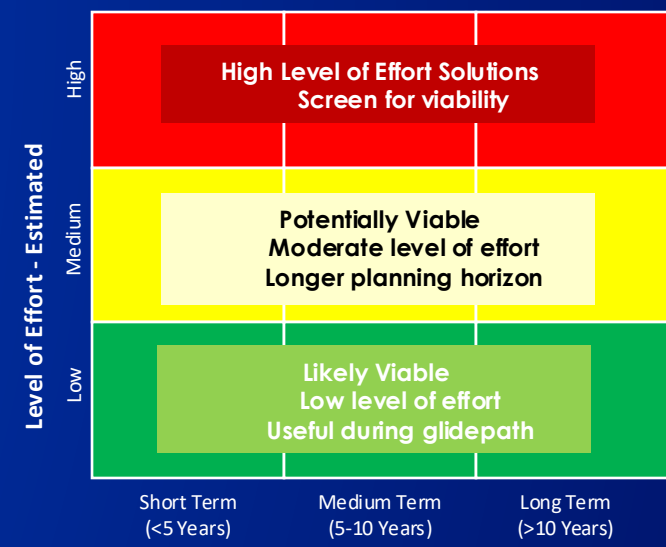 Level of Effort - Estimated
High
High Level of Effort Solutions
Screen for viability
Medium
Potentially Viable
Moderate level of effort
Longer planning horizon
Low
Likely Viable
Low level of effort
Useful during glidepath
Short Term
(<5 Years)
Medium Term
(5-10 Years)
Long Term
(>10 Years)